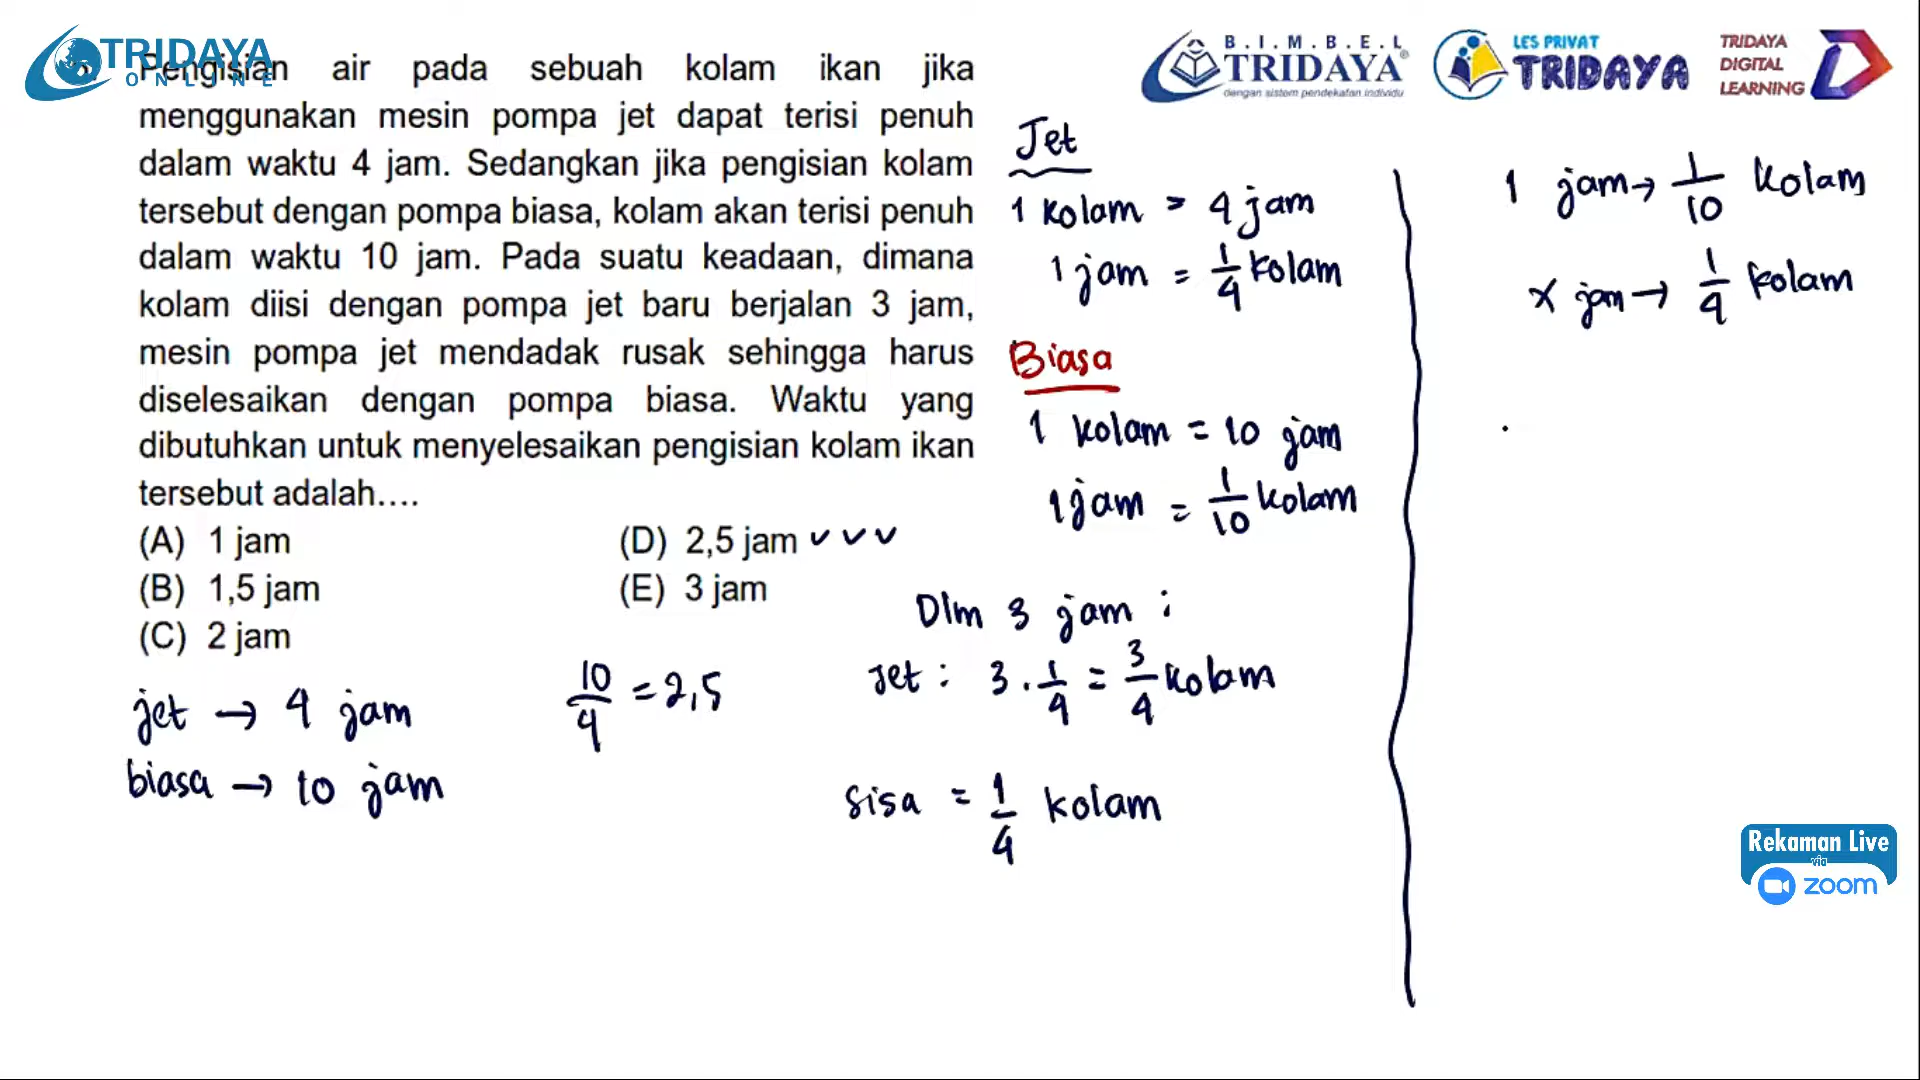 TRIDAYA
ONLINE
B.I.M.B.E.L
TRIDAYA®
dengan sistem pendekatan individu
LES PRIVAT
TRIDAYA
TRIDAYA
DIGITAL
LEARNING
Pengisian air pada sebuah kolam ikan jika
menggunakan mesin pompa jet dapat terisi penuh
dalam waktu 4 jam. Sedangkan jika pengisian kolam
tersebut dengan pompa biasa, kolam akan terisi penuh
dalam waktu 10 jam. Pada suatu keadaan, dimana
kolam diisi dengan pompa jet baru berjalan 3 jam,
mesin pompa jet mendadak rusak sehingga harus
diselesaikan dengan pompa biasa. Waktu yang
dibutuhkan untuk menyelesaikan pengisian kolam ikan
tersebut adalah....
(A) 1 jam
(B) 1,5 jam
(C) 2 jam
(D) 2,5 jam ✓✓✓
(E) 3 jam
jet → 4 jam
biasa → 10 jam
10/4 = 2,5
Jet
1 kolam = 4 jam
1 jam = 1/4 kolam
Biasa
1 kolam = 10 jam
1 jam = 1/10 kolam
Dlm 3 jam :
Jet : 3 . 1/4 = 3/4 kolam
sisa = 1/4 kolam
1 jam → 1/10 kolam
x jam → 1/4 kolam
Rekaman Live
via
zoom